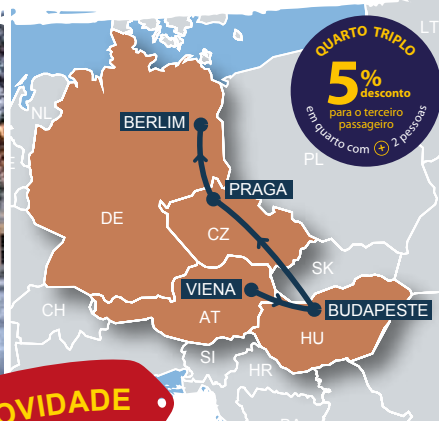 LT
QUARTO TRIPLO
5%
desconto
para o terceiro
passageiro
em quarto com + 2 pessoas
NL
BERLIM
PL
PRAGA
DE
CZ
SK
VIENA
BUDAPESTE
CH
AT
HU
SI
HR
OVIDADE